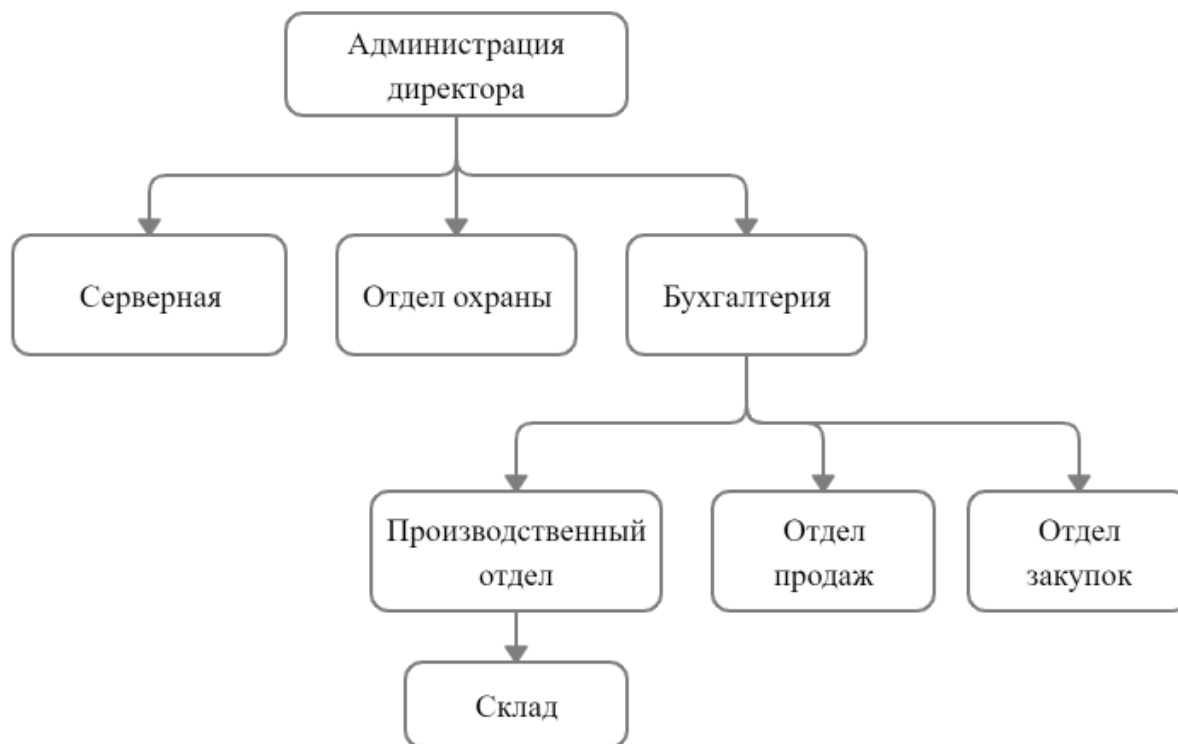 Администрация
директора
Серверная
Отдел охраны
Бухгалтерия
Производственный
отдел
Отдел
продаж
Отдел
закупок
Склад